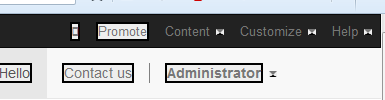 Promote Content Customize Help
Hello Contact us Administrator